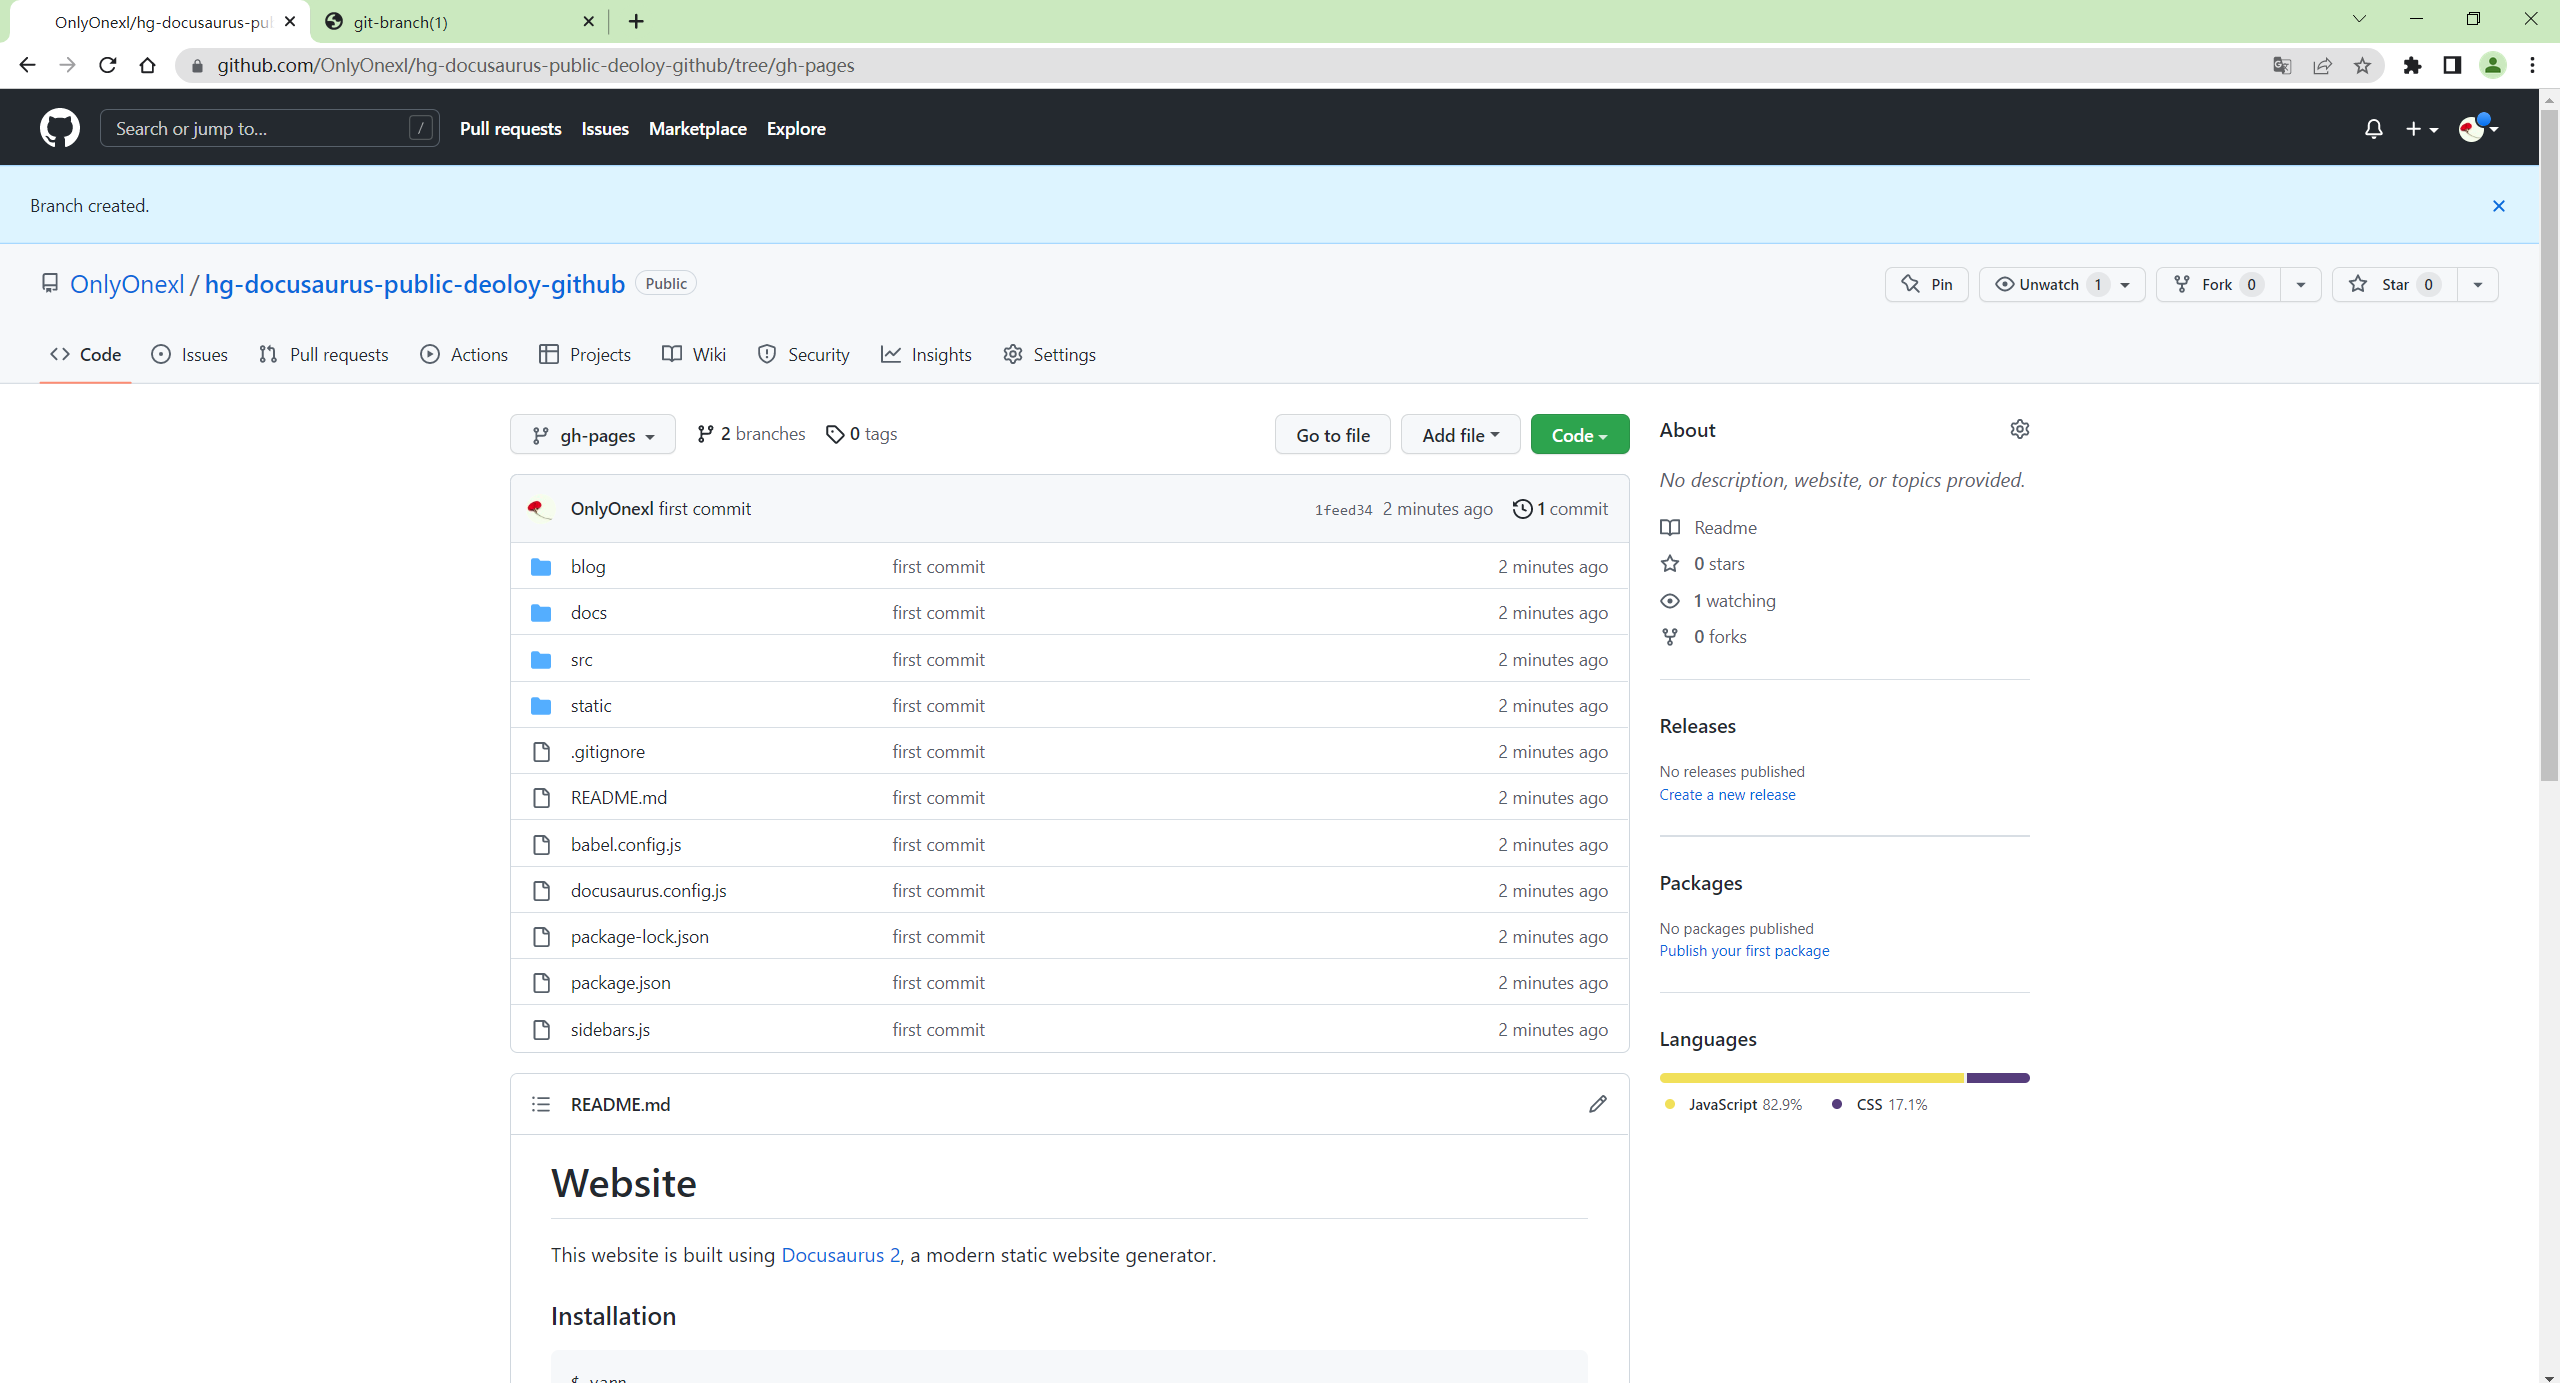 OnlyOnexl/hg-docusaurus-pub
git-branch(1)
github.com/OnlyOnexl/hg-docusaurus-public-deoloy-github/tree/gh-pages
Search or jump to... /
Pull requests Issues Marketplace Explore
Branch created.
OnlyOnexl / hg-docusaurus-public-deoloy-github Public
Pin Unwatch 1 Fork 0 Star 0
Code Issues Pull requests Actions Projects Wiki Security Insights Settings
gh-pages 2 branches 0 tags Go to file Add file Code
OnlyOnexl first commit 1feed34 2 minutes ago 1 commit
blog first commit 2 minutes ago
docs first commit 2 minutes ago
src first commit 2 minutes ago
static first commit 2 minutes ago
.gitignore first commit 2 minutes ago
README.md first commit 2 minutes ago
babel.config.js first commit 2 minutes ago
docusaurus.config.js first commit 2 minutes ago
package-lock.json first commit 2 minutes ago
package.json first commit 2 minutes ago
sidebars.js first commit 2 minutes ago
README.md
Website
This website is built using Docusaurus 2, a modern static website generator.
Installation
$ yarn
About
No description, website, or topics provided.
Readme
0 stars
1 watching
0 forks
Releases
No releases published
Create a new release
Packages
No packages published
Publish your first package
Languages
JavaScript 82.9% CSS 17.1%